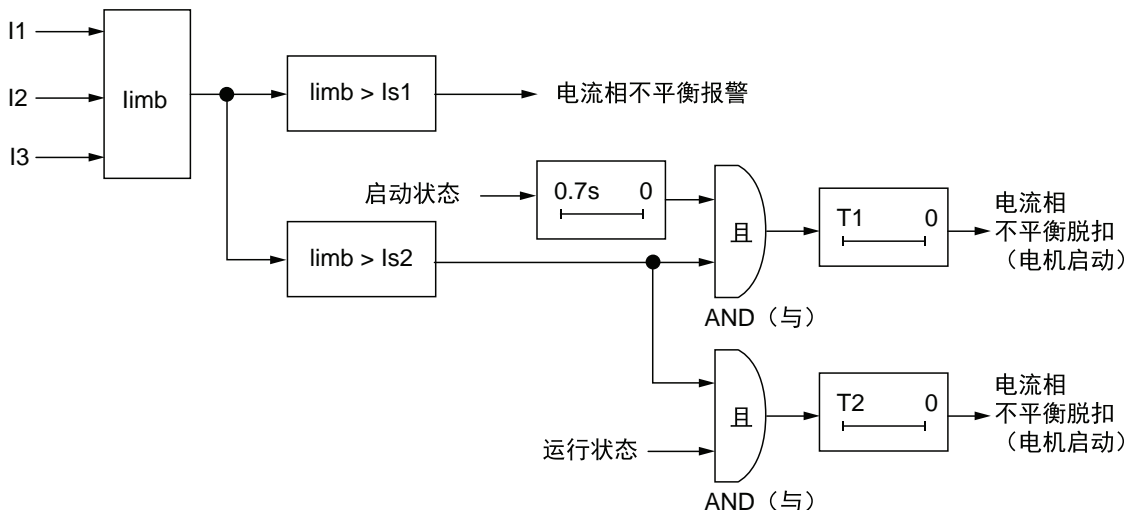 I1
I2
I3
Iimb
Iimb > Is1
电流相不平衡报警
启动状态
0.7s 0
Iimb > Is2
且
AND（与）
T1 0
电流相
不平衡脱扣
（电机启动）
运行状态
且
AND（与）
T2 0
电流相
不平衡脱扣
（电机启动）